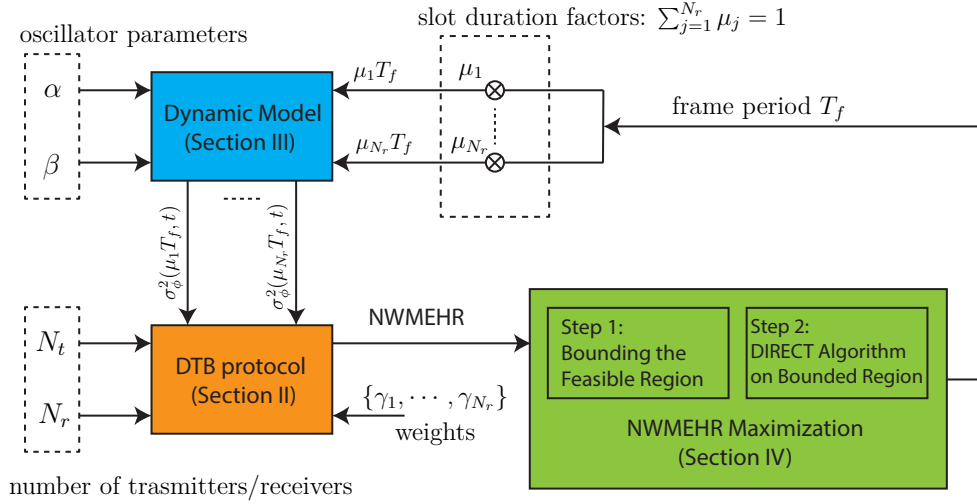 slot duration factors: $\sum_{j=1}^{N_r} \mu_j = 1$
oscillator parameters
α
β
Dynamic Model
(Section III)
$\mu_1 T_f$
$\mu_1$
$\mu_{N_r} T_f$
$\mu_{N_r}$
frame period $T_f$
$\sigma_\phi^2(\mu_1 T_f, t)$
$\sigma_\phi^2(\mu_{N_r} T_f, t)$
$N_t$
$N_r$
DTB protocol
(Section II)
NWMEHR
$\{\gamma_1, \cdots, \gamma_{N_r}\}$
weights
Step 1:
Bounding the
Feasible Region
Step 2:
DIRECT Algorithm
on Bounded Region
NWMEHR Maximization
(Section IV)
number of trasmitters/receivers